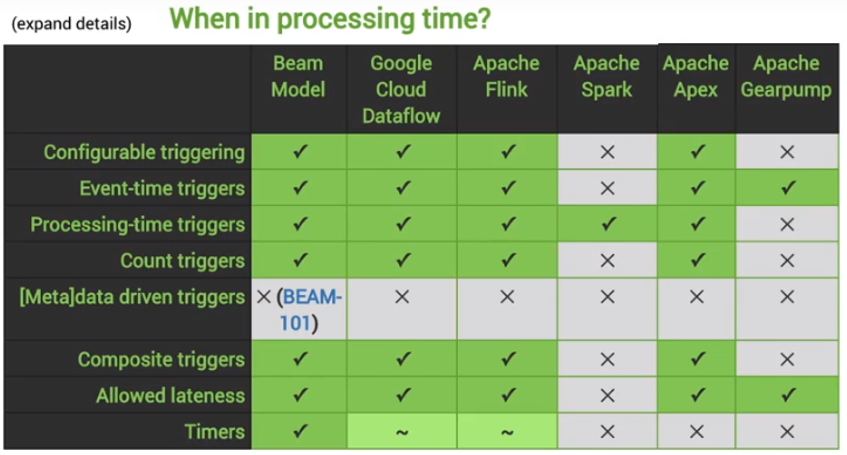 (expand details) When in processing time?
Beam Model Google Cloud Dataflow Apache Flink Apache Spark Apache Apex Apache Gearpump
Configurable triggering ✓ ✓ ✓ ✕ ✓ ✕
Event-time triggers ✓ ✓ ✓ ✕ ✓ ✓
Processing-time triggers ✓ ✓ ✓ ✓ ✓ ✕
Count triggers ✓ ✓ ✓ ✕ ✓ ✕
[Meta]data driven triggers ✕ (BEAM-101) ✕ ✕ ✕ ✕ ✕
Composite triggers ✓ ✓ ✓ ✕ ✓ ✕
Allowed lateness ✓ ✓ ✓ ✕ ✓ ✓
Timers ✓ ~ ~ ✕ ✕ ✕